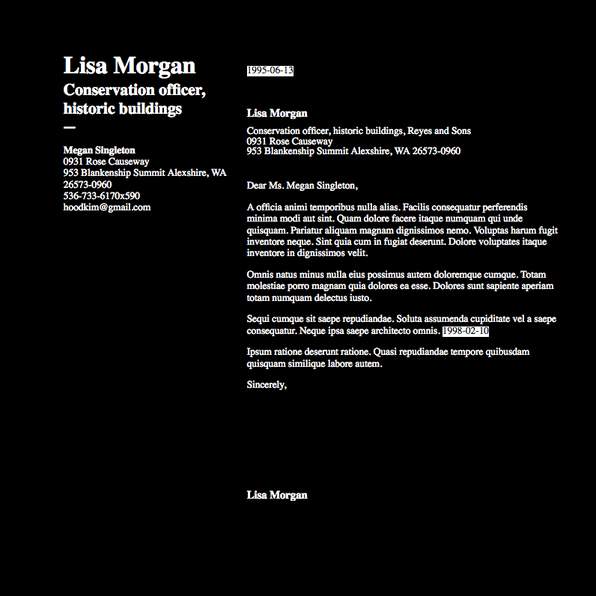 Lisa Morgan
Conservation officer,
historic buildings
Megan Singleton
0931 Rose Causeway
953 Blankenship Summit Alexshire, WA
26573-0960
536-733-6170x590
hoodkim@gmail.com
1995-06-13
Lisa Morgan
Conservation officer, historic buildings, Reyes and Sons
0931 Rose Causeway
953 Blankenship Summit Alexshire, WA 26573-0960
Dear Ms. Megan Singleton,
A officia animi temporibus nulla alias. Facilis consequatur perferendis
minima modi aut sint. Quam dolore facere itaque numquam qui unde
quisquam. Pariatur aliquam magnam dignissimos nemo. Voluptas harum fugit
inventore neque. Sint quia cum in fugiat deserunt. Dolore voluptates itaque
inventore in dignissimos velit.
Omnis natus minus nulla eius possimus autem doloremque cumque. Totam
molestiae porro magnam quia dolores ea esse. Dolores sunt sapiente aperiam
totam numquam delectus iusto.
Sequi cumque sit saepe repudiandae. Soluta assumenda cupiditate vel a saepe
consequatur. Neque ipsa saepe architecto omnis. 1998-02-10
Ipsum ratione deserunt ratione. Quasi repudiandae tempore quibusdam
quisquam similique labore autem.
Sincerely,
Lisa Morgan